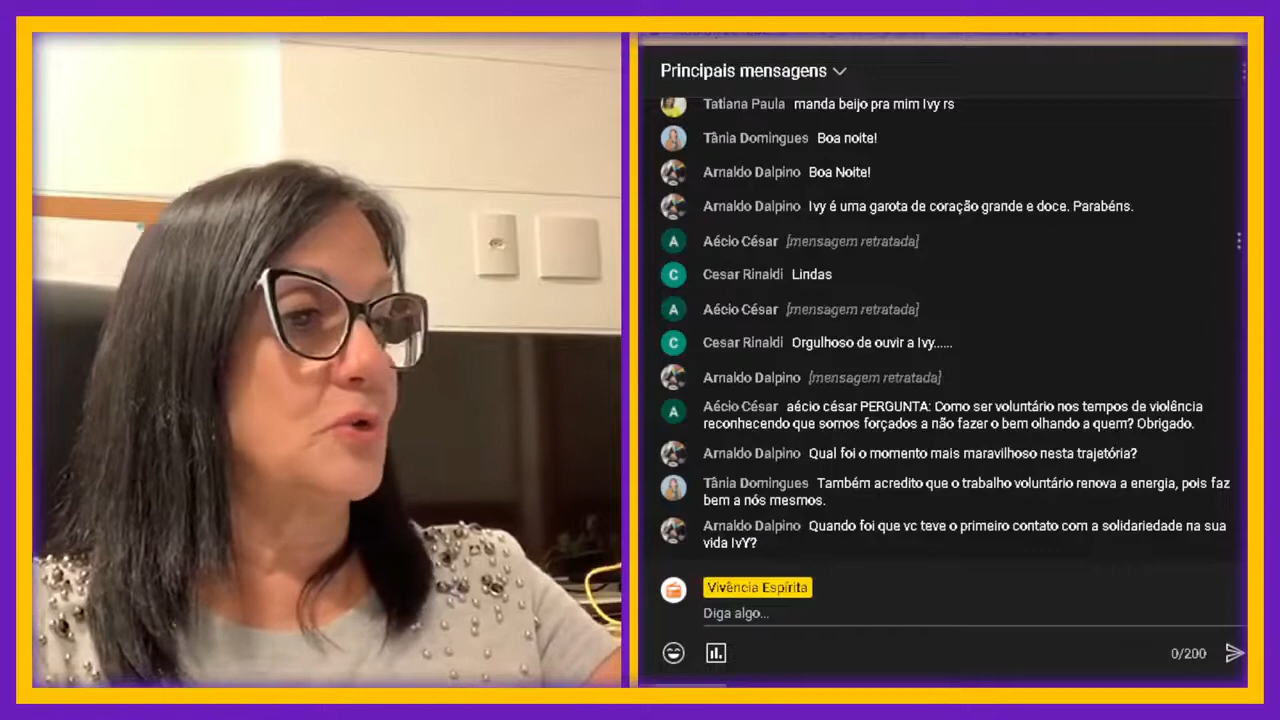 Principais mensagens
Tatiana Paula manda beijo pra mim Ivy rs
Tânia Domingues Boa noite!
Arnaldo Dalpino Boa Noite!
Arnaldo Dalpino Ivy é uma garota de coração grande e doce. Parabéns.
A Aécio César [mensagem retratada]
C Cesar Rinaldi Lindas
A Aécio César [mensagem retratada]
C Cesar Rinaldi Orgulhoso de ouvir a Ivy......
Arnaldo Dalpino [mensagem retratada]
A Aécio César aécio césar PERGUNTA: Como ser voluntário nos tempos de violência
reconhecendo que somos forçados a não fazer o bem olhando a quem? Obrigado.
Arnaldo Dalpino Qual foi o momento mais maravilhoso nesta trajetória?
Tânia Domingues Também acredito que o trabalho voluntário renova a energia, pois faz
bem a nós mesmos.
Arnaldo Dalpino Quando foi que vc teve o primeiro contato com a solidariedade na sua
vida IvY?
Vivência Espírita
Diga algo...
0/200